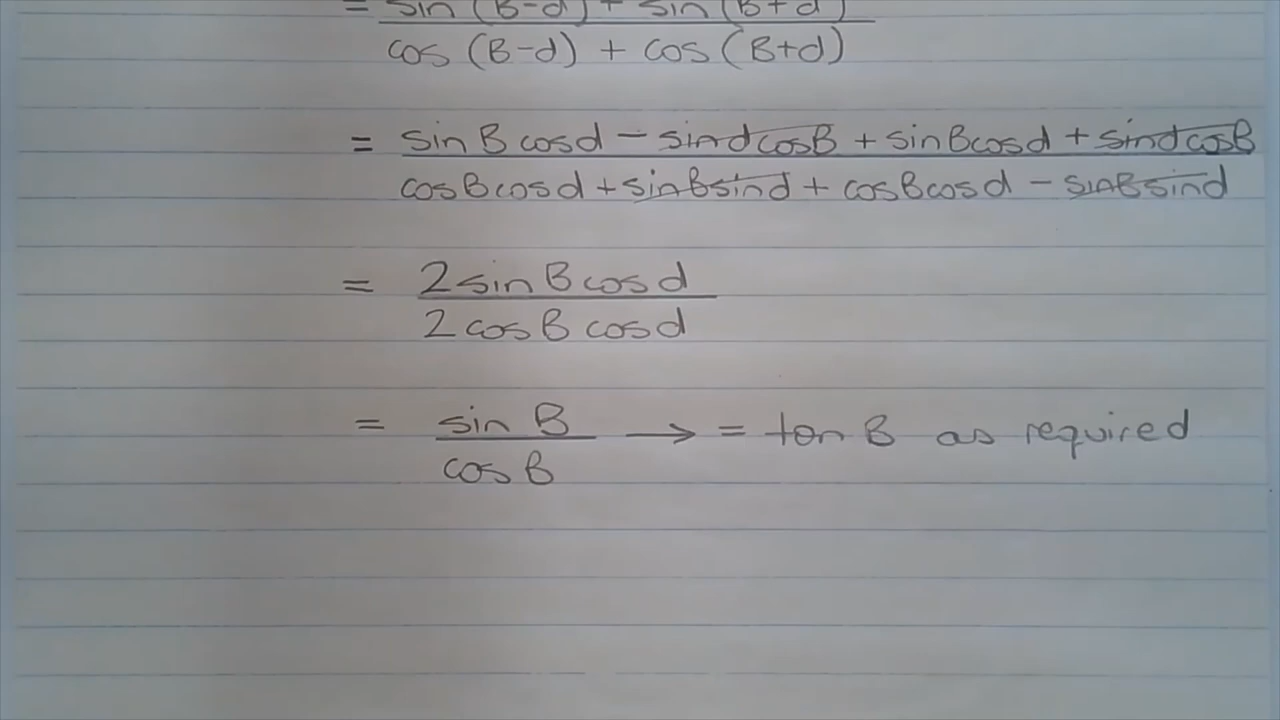 = sin (B-d) + sin (B+d)
cos (B-d) + cos (B+d)
= sin B cos d - sin d cos B + sin B cos d + sin d cos B
cos B cos d + sin B sin d + cos B cos d - sin B sin d
= 2 sin B cos d
2 cos B cos d
= sin B → = tan B as required
cos B